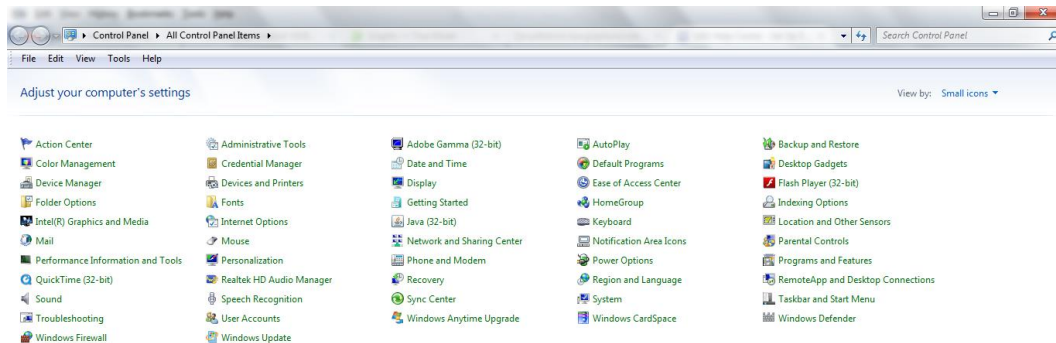 Control Panel ▸ All Control Panel Items ▸ Search Control Panel
File Edit View Tools Help
Adjust your computer's settings View by: Small icons
Action Center Administrative Tools Adobe Gamma (32-bit) AutoPlay Backup and Restore
Color Management Credential Manager Date and Time Default Programs Desktop Gadgets
Device Manager Devices and Printers Display Ease of Access Center Flash Player (32-bit)
Folder Options Fonts Getting Started HomeGroup Indexing Options
Intel(R) Graphics and Media Internet Options Java (32-bit) Keyboard Location and Other Sensors
Mail Mouse Network and Sharing Center Notification Area Icons Parental Controls
Performance Information and Tools Personalization Phone and Modem Power Options Programs and Features
QuickTime (32-bit) Realtek HD Audio Manager Recovery Region and Language RemoteApp and Desktop Connections
Sound Speech Recognition Sync Center System Taskbar and Start Menu
Troubleshooting User Accounts Windows Anytime Upgrade Windows CardSpace Windows Defender
Windows Firewall Windows Update